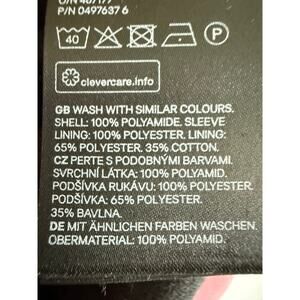 P/N 0497637 6
40 P
clevercare.info
GB WASH WITH SIMILAR COLOURS.
SHELL: 100% POLYAMIDE. SLEEVE
LINING: 100% POLYESTER. LINING:
65% POLYESTER, 35% COTTON.
CZ PERTE S PODOBNÝMI BARVAMI.
SVRCHNÍ LÁTKA: 100% POLYAMID.
PODŠÍVKA RUKÁVU: 100% POLYESTER.
PODŠÍVKA: 65% POLYESTER,
35% BAVLNA.
DE MIT ÄHNLICHEN FARBEN WASCHEN.
OBERMATERIAL: 100% POLYAMID.